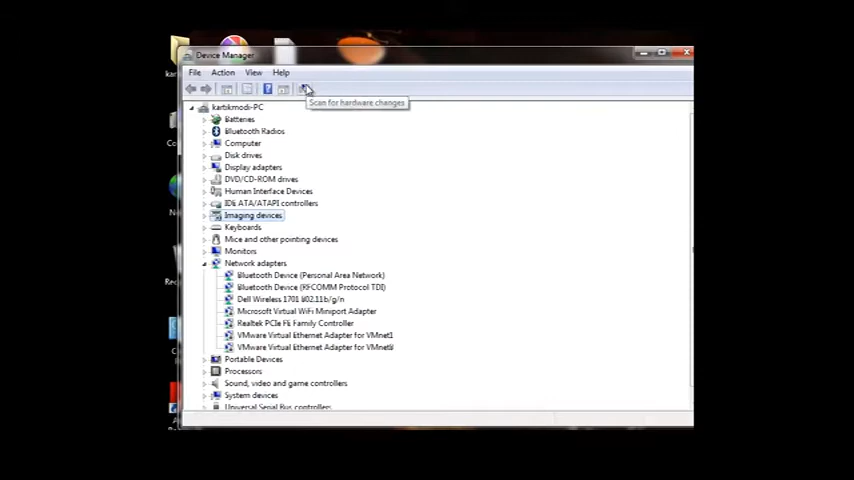 Device Manager
File Action View Help
Scan for hardware changes
kartikmodi-PC
Batteries
Bluetooth Radios
Computer
Disk drives
Display adapters
DVD/CD-ROM drives
Human Interface Devices
IDE ATA/ATAPI controllers
Imaging devices
Keyboards
Mice and other pointing devices
Monitors
Network adapters
Bluetooth Device (Personal Area Network)
Bluetooth Device (RFCOMM Protocol TDI)
Dell Wireless 1701 802.11b/g/n
Microsoft Virtual WiFi Miniport Adapter
Realtek PCIe FE Family Controller
VMware Virtual Ethernet Adapter for VMnet1
VMware Virtual Ethernet Adapter for VMnet8
Portable Devices
Processors
Sound, video and game controllers
System devices
Universal Serial Bus controllers